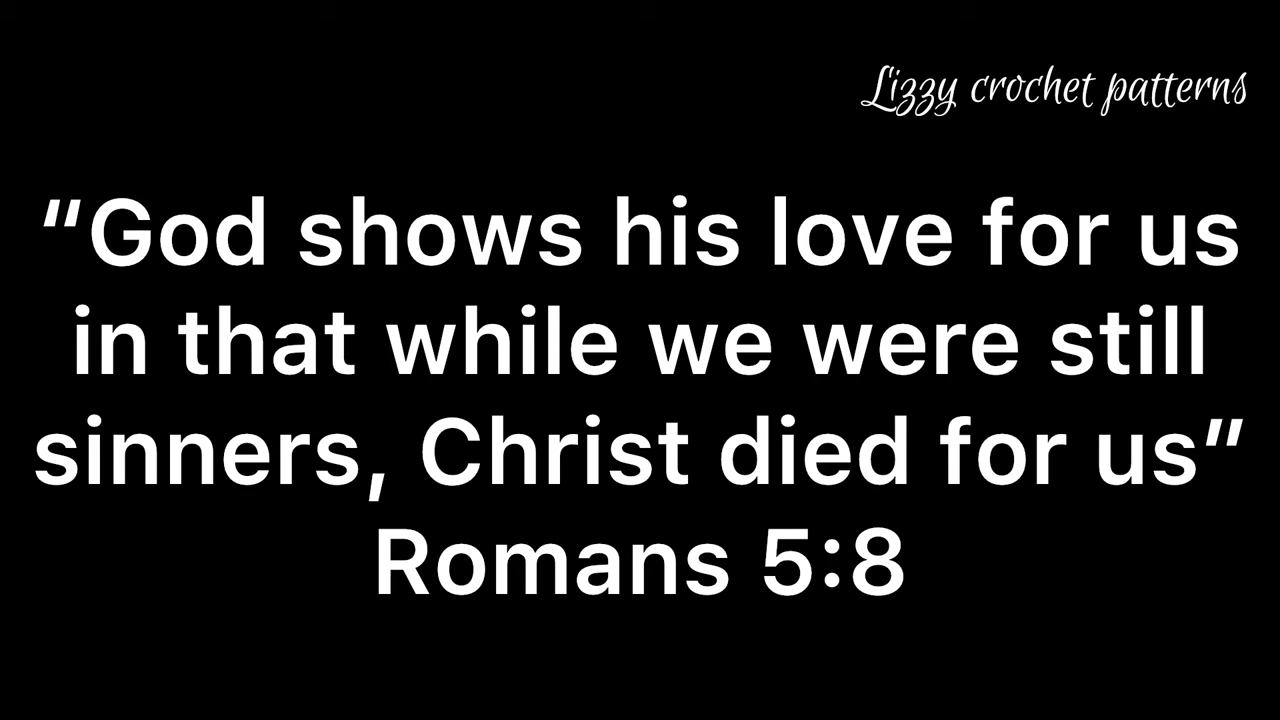 Lizzy crochet patterns
“God shows his love for us
in that while we were still
sinners, Christ died for us”
Romans 5:8